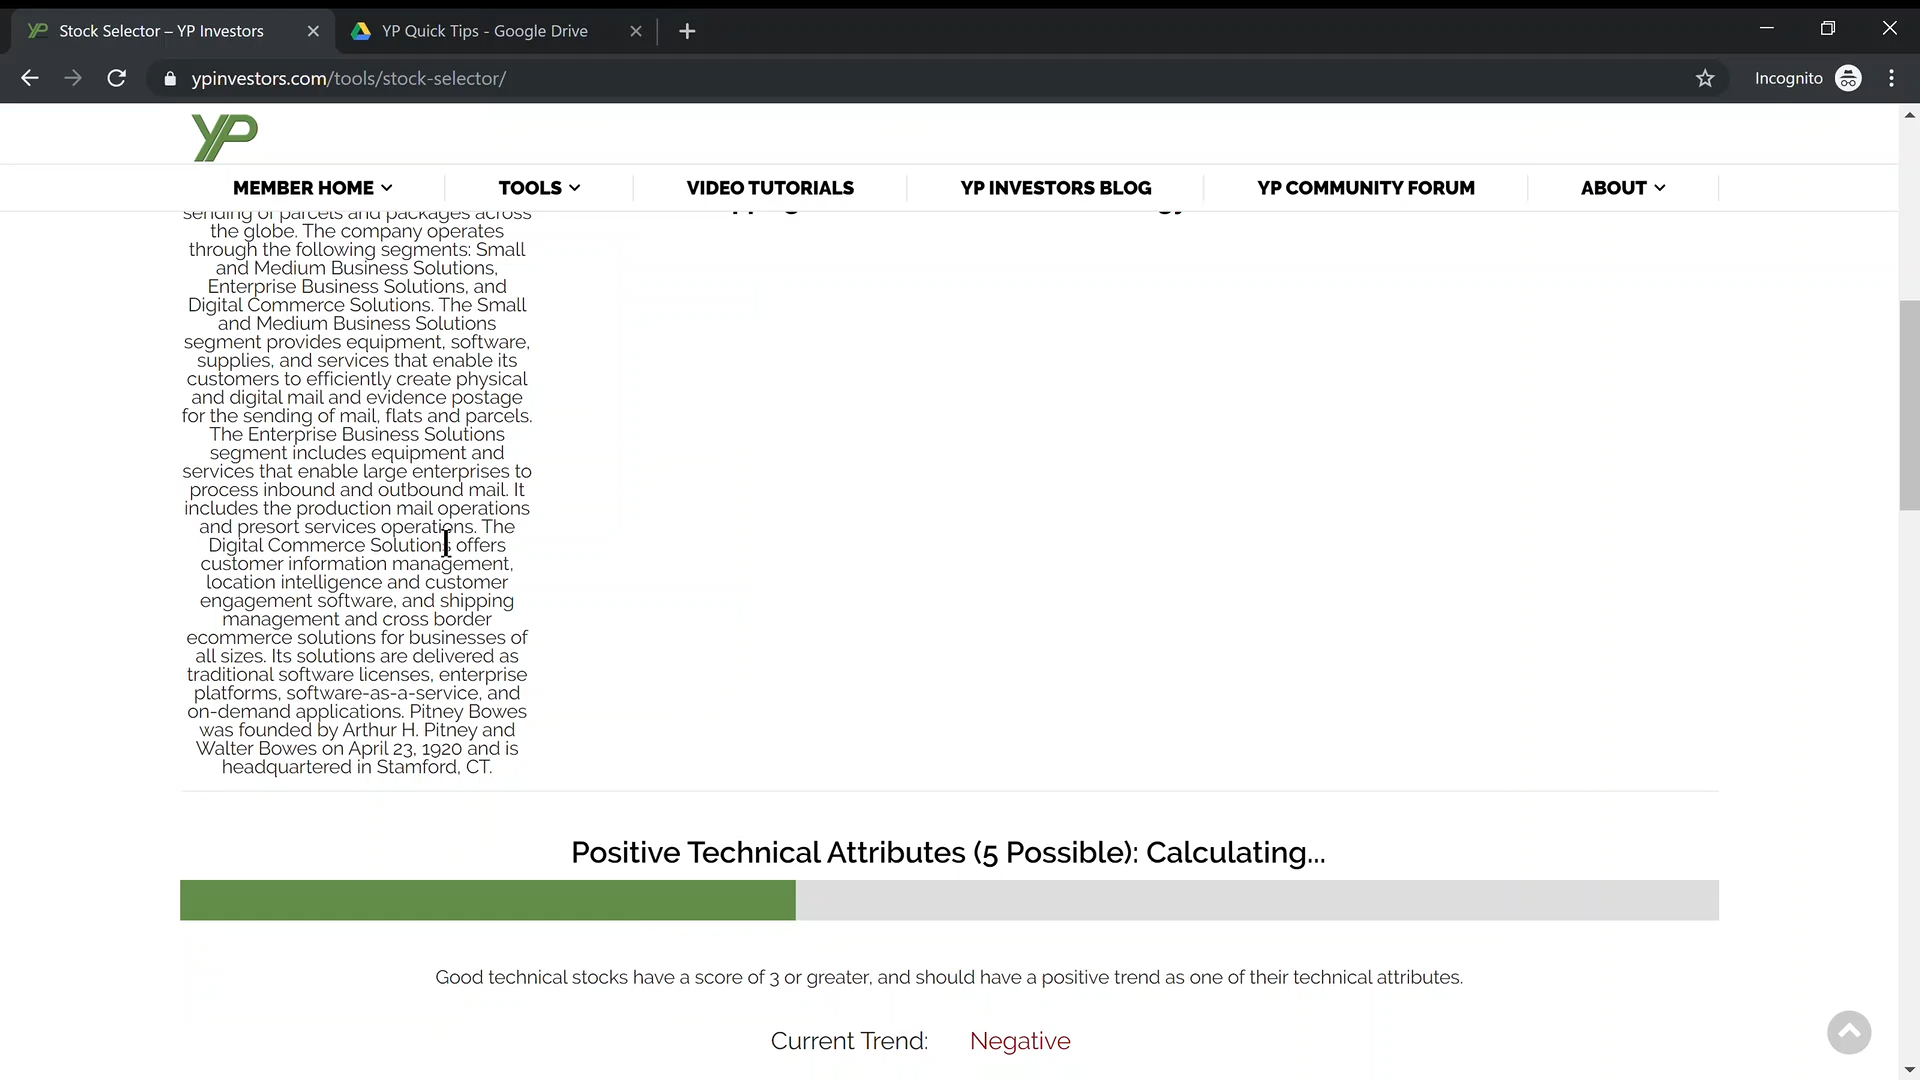 Stock Selector – YP Investors
YP Quick Tips - Google Drive
ypinvestors.com/tools/stock-selector/
Incognito
YP
MEMBER HOME
TOOLS
VIDEO TUTORIALS
YP INVESTORS BLOG
YP COMMUNITY FORUM
ABOUT
sending of parcels and packages across
the globe. The company operates
through the following segments: Small
and Medium Business Solutions,
Enterprise Business Solutions, and
Digital Commerce Solutions. The Small
and Medium Business Solutions
segment provides equipment, software,
supplies, and services that enable its
customers to efficiently create physical
and digital mail and evidence postage
for the sending of mail, flats and parcels.
The Enterprise Business Solutions
segment includes equipment and
services that enable large enterprises to
process inbound and outbound mail. It
includes the production mail operations
and presort services operations. The
Digital Commerce Solutions offers
customer information management,
location intelligence and customer
engagement software, and shipping
management and cross border
ecommerce solutions for businesses of
all sizes. Its solutions are delivered as
traditional software licenses, enterprise
platforms, software-as-a-service, and
on-demand applications. Pitney Bowes
was founded by Arthur H. Pitney and
Walter Bowes on April 23, 1920 and is
headquartered in Stamford, CT.
Positive Technical Attributes (5 Possible): Calculating...
Good technical stocks have a score of 3 or greater, and should have a positive trend as one of their technical attributes.
Current Trend: Negative